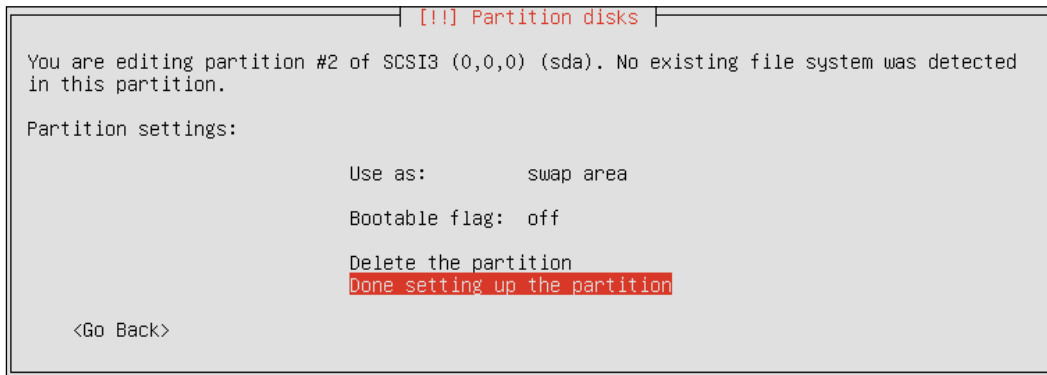 [!!] Partition disks
You are editing partition #2 of SCSI3 (0,0,0) (sda). No existing file system was detected
in this partition.
Partition settings:
Use as: swap area
Bootable flag: off
Delete the partition
Done setting up the partition
<Go Back>